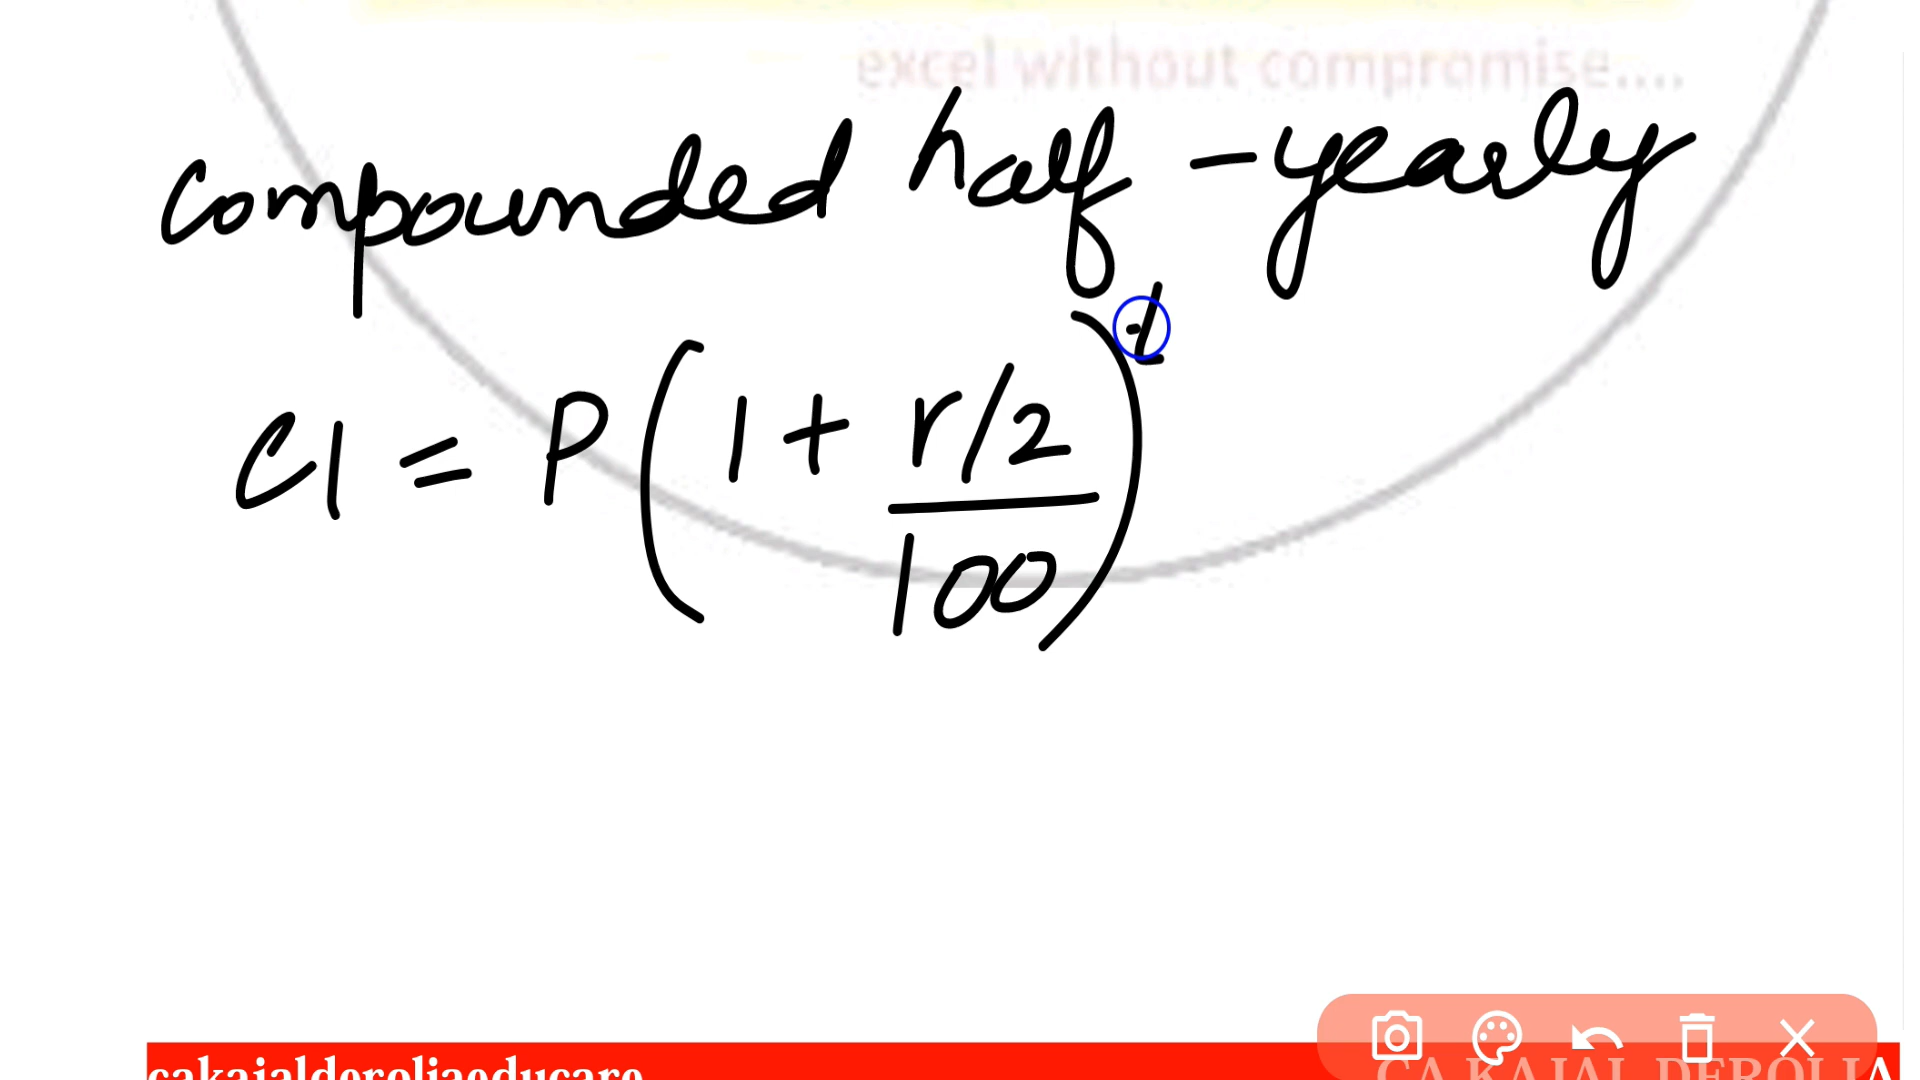 excel without compromise....
compounded half-yearly
CI = P(1 + r/2
100)^t
cakajalderoliaeducare
CA KAJAL DEROLIA